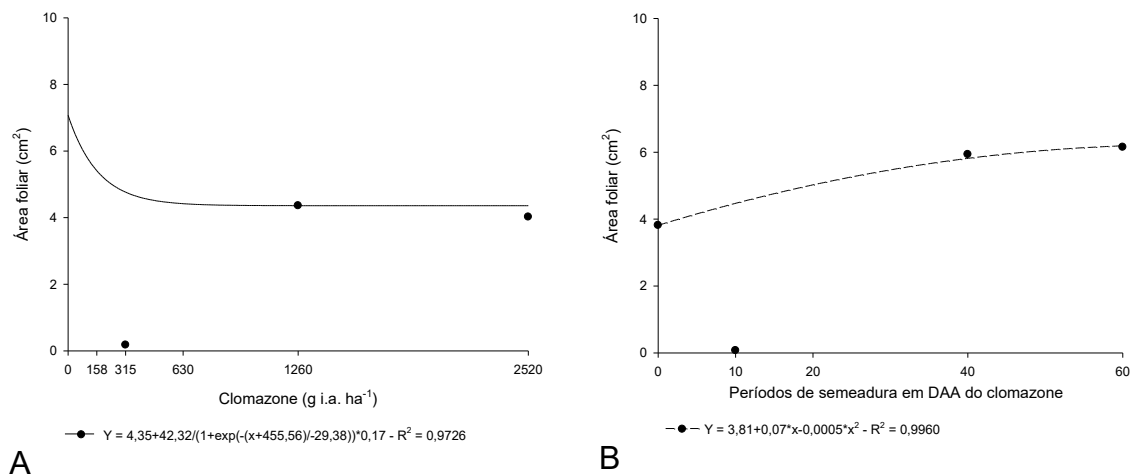 10
8
6
4
2
0
Área foliar (cm²)
0 158 315 630 1260 2520
Clomazone (g i.a. ha⁻¹)
Y = 4,35+42,32/(1+exp(-(x+455,56)/-29,38))*0,17 - R² = 0,9726
A
10
8
6
4
2
0
Área foliar (cm²)
0 10 20 40 60
Períodos de semeadura em DAA do clomazone
Y = 3,81+0,07*x-0,0005*x² - R² = 0,9960
B